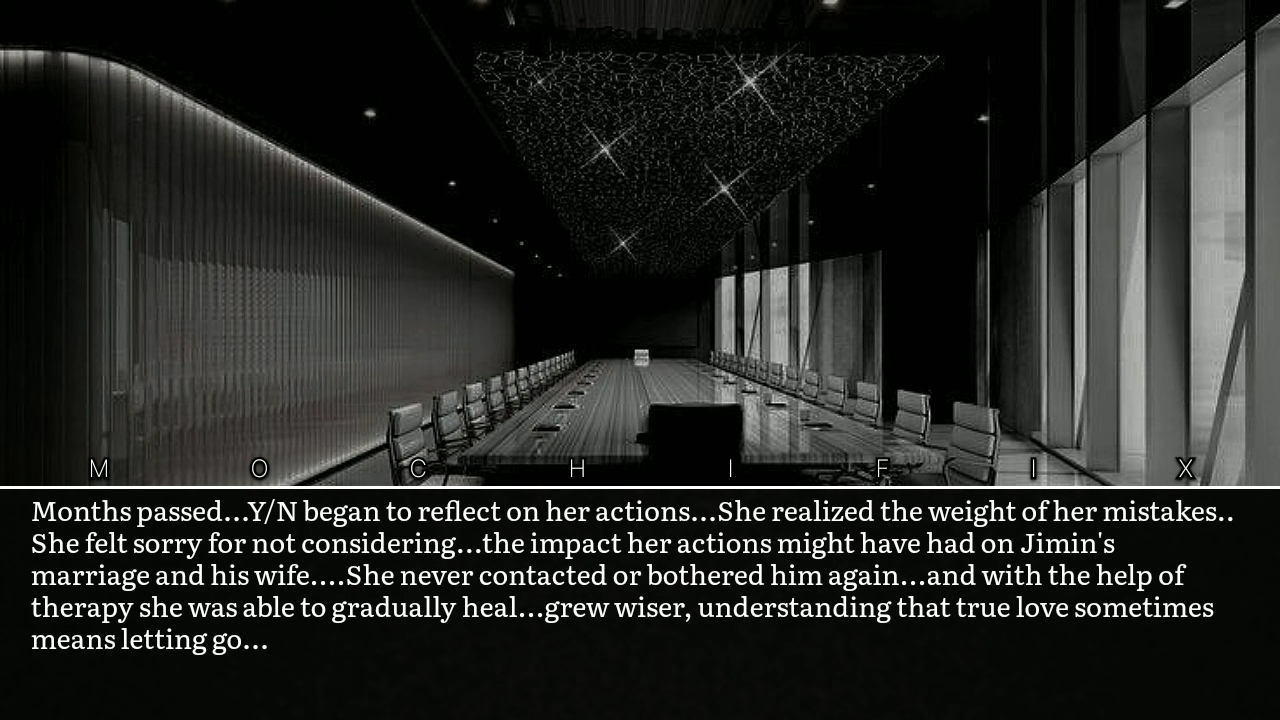 M O C H I F I X
Months passed...Y/N began to reflect on her actions...She realized the weight of her mistakes..
She felt sorry for not considering...the impact her actions might have had on Jimin's
marriage and his wife....She never contacted or bothered him again...and with the help of
therapy she was able to gradually heal...grew wiser, understanding that true love sometimes
means letting go...